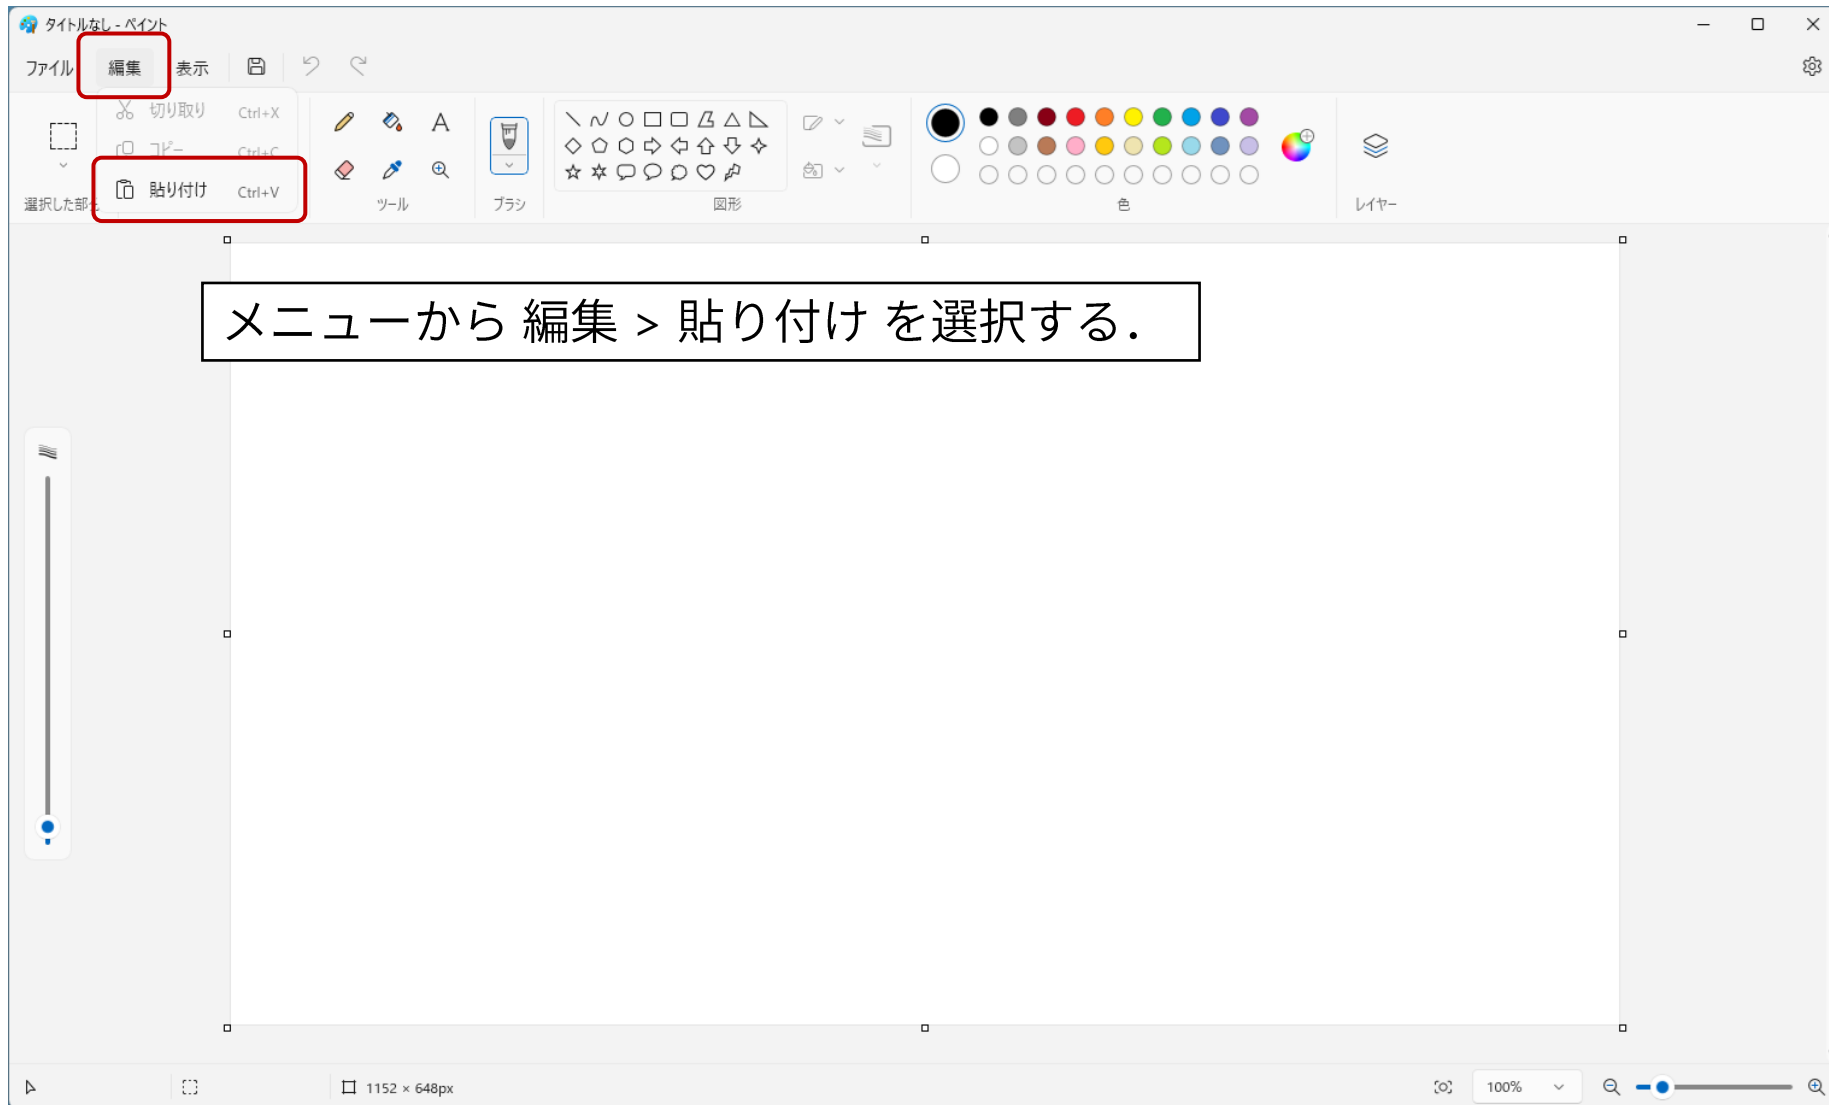 タイトルなし - ペイント
ファイル 編集 表示
切り取り Ctrl+X
コピー Ctrl+C
貼り付け Ctrl+V
選択した部
ツール
ブラシ
図形
色
レイヤー
メニューから 編集 > 貼り付け を選択する.
1152 × 648px
100%